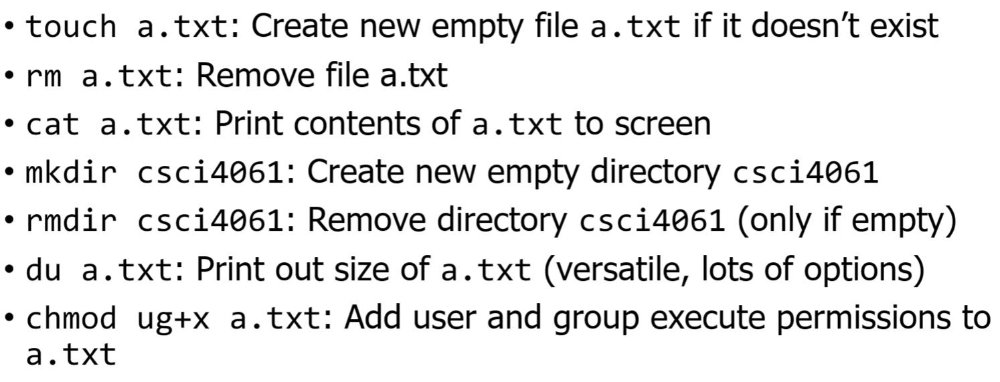 • touch a.txt: Create new empty file a.txt if it doesn’t exist
• rm a.txt: Remove file a.txt
• cat a.txt: Print contents of a.txt to screen
• mkdir csci4061: Create new empty directory csci4061
• rmdir csci4061: Remove directory csci4061 (only if empty)
• du a.txt: Print out size of a.txt (versatile, lots of options)
• chmod ug+x a.txt: Add user and group execute permissions to
a.txt